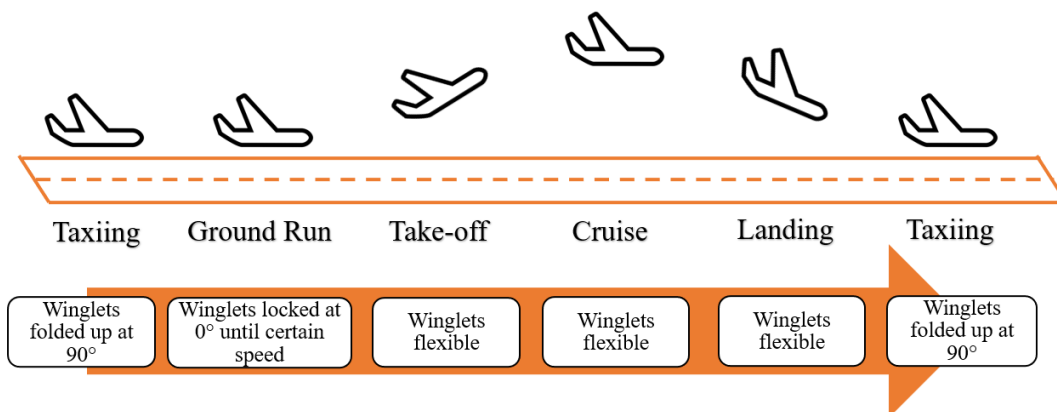 Taxiing Ground Run Take-off Cruise Landing Taxiing
Winglets
folded up at
90°
Winglets locked at
0° until certain
speed
Winglets
flexible
Winglets
flexible
Winglets
flexible
Winglets
folded up at
90°